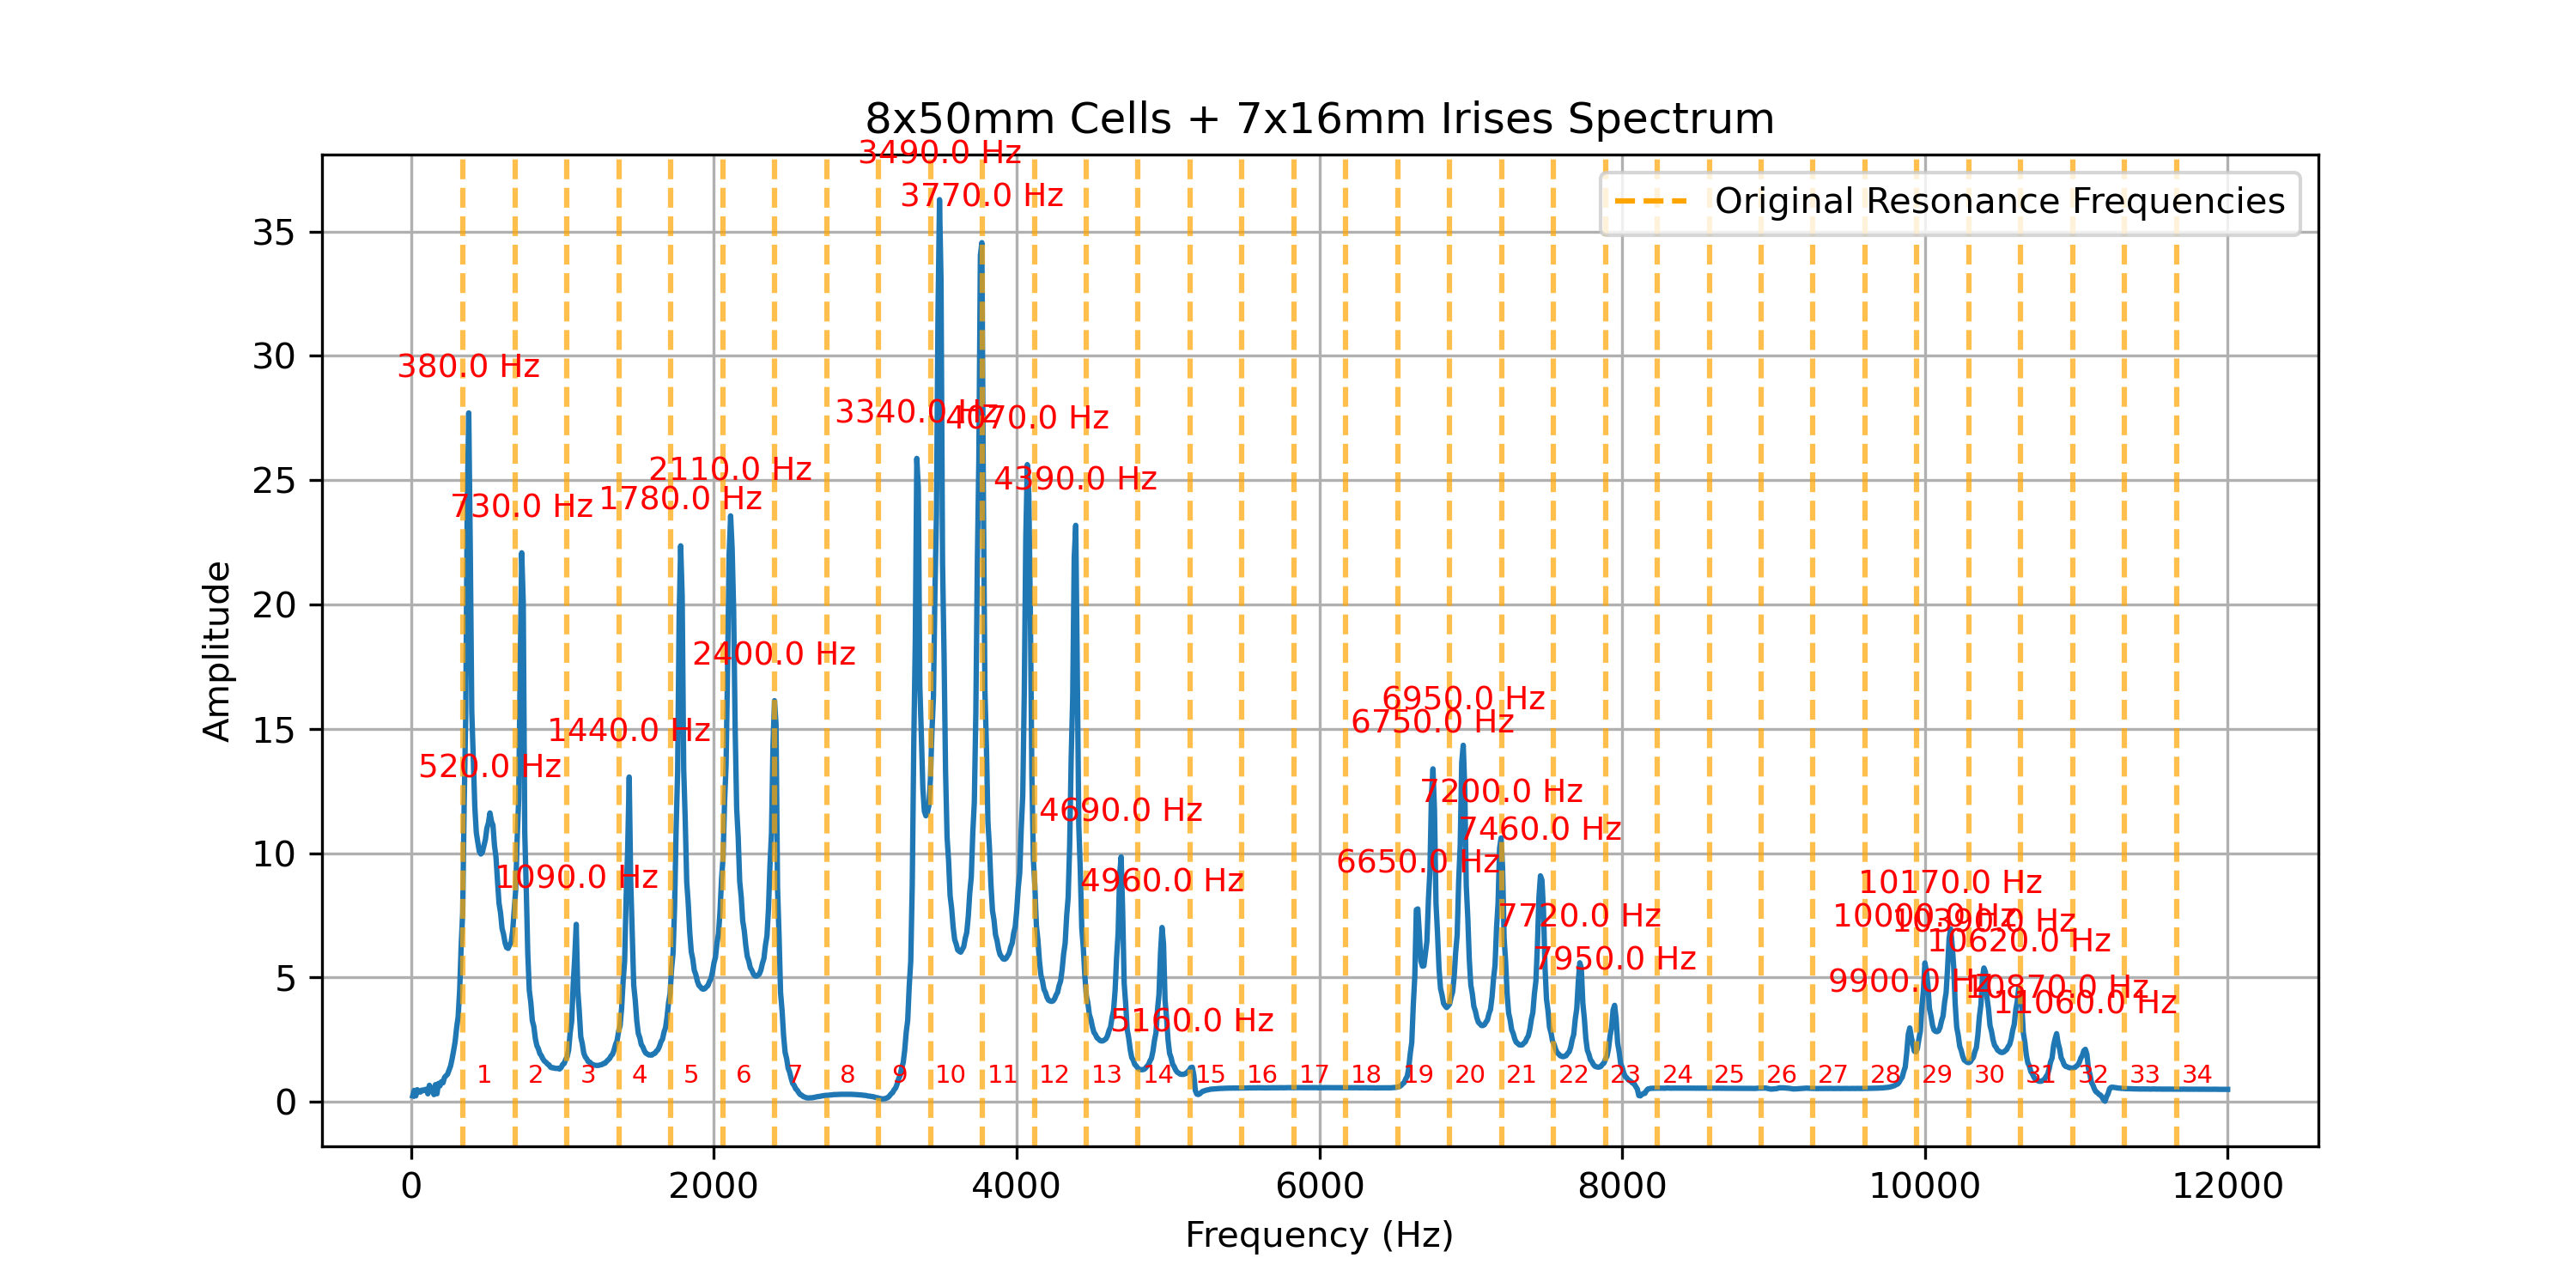 8x50mm Cells + 7x16mm Irises Spectrum
3490.0 Hz
3770.0 Hz
Original Resonance Frequencies
380.0 Hz
3340.0 Hz
4070.0 Hz
2110.0 Hz
4390.0 Hz
1780.0 Hz
730.0 Hz
2400.0 Hz
6950.0 Hz
6750.0 Hz
1440.0 Hz
520.0 Hz
7200.0 Hz
4690.0 Hz
7460.0 Hz
6650.0 Hz
1090.0 Hz
4960.0 Hz
10170.0 Hz
7720.0 Hz
10000.0 Hz
10390.0 Hz
10620.0 Hz
7950.0 Hz
9900.0 Hz
10870.0 Hz
11060.0 Hz
5160.0 Hz
1 2 3 4 5 6 7 8 9 10 11 12 13 14 15 16 17 18 19 20 21 22 23 24 25 26 27 28 29 30 31 32 33 34
35
30
25
20
15
10
5
0
Amplitude
0 2000 4000 6000 8000 10000 12000
Frequency (Hz)